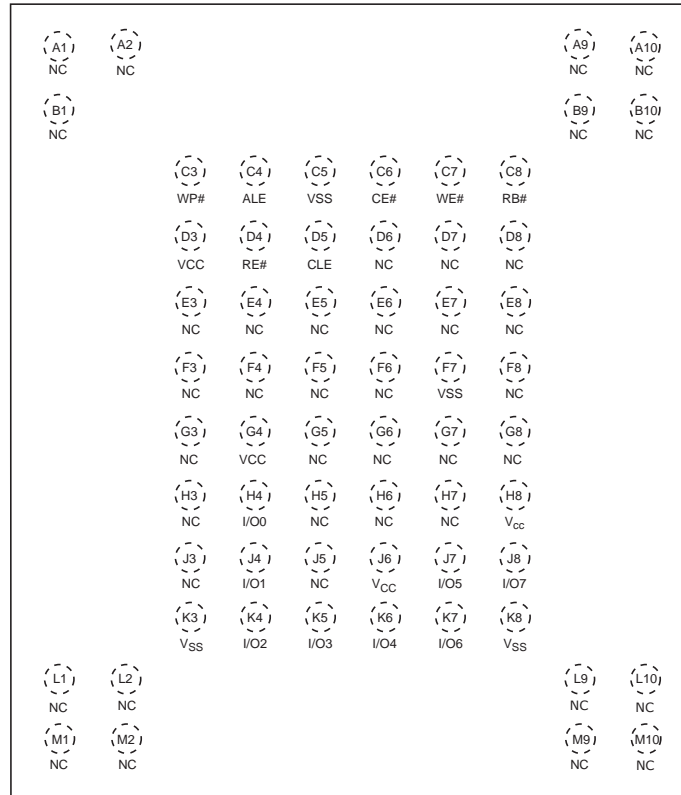 A1 A2 A9 A10
NC NC NC NC
B1 B9 B10
NC NC NC
C3 C4 C5 C6 C7 C8
WP# ALE VSS CE# WE# RB#
D3 D4 D5 D6 D7 D8
VCC RE# CLE NC NC NC
E3 E4 E5 E6 E7 E8
NC NC NC NC NC NC
F3 F4 F5 F6 F7 F8
NC NC NC NC VSS NC
G3 G4 G5 G6 G7 G8
NC VCC NC NC NC NC
H3 H4 H5 H6 H7 H8
NC I/O0 NC NC NC Vcc
J3 J4 J5 J6 J7 J8
NC I/O1 NC VCC I/O5 I/O7
K3 K4 K5 K6 K7 K8
VSS I/O2 I/O3 I/O4 I/O6 VSS
L1 L2 L9 L10
NC NC NC NC
M1 M2 M9 M10
NC NC NC NC